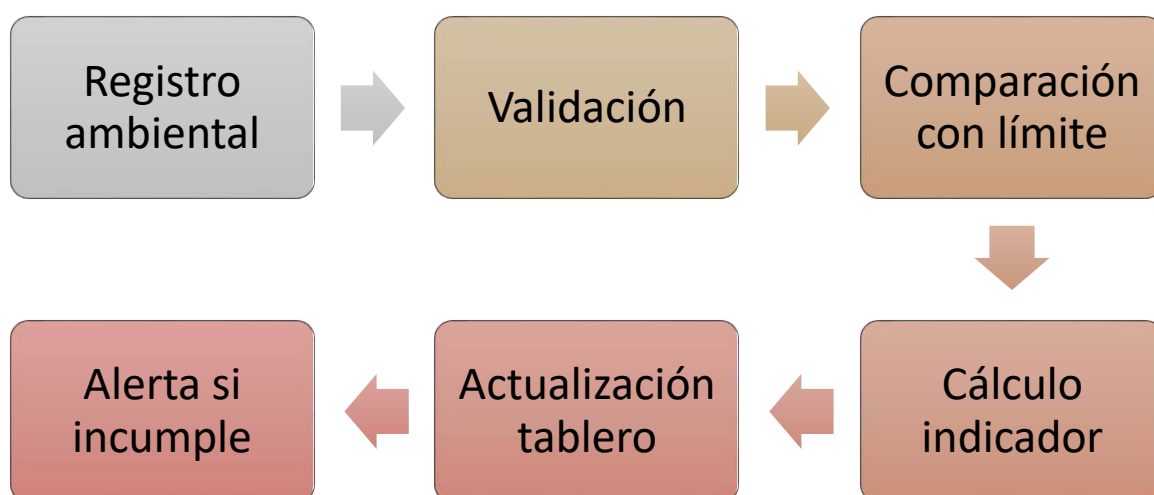 Registro
ambiental
Validación
Comparación
con límite
Cálculo
indicador
Actualización
tablero
Alerta si
incumple